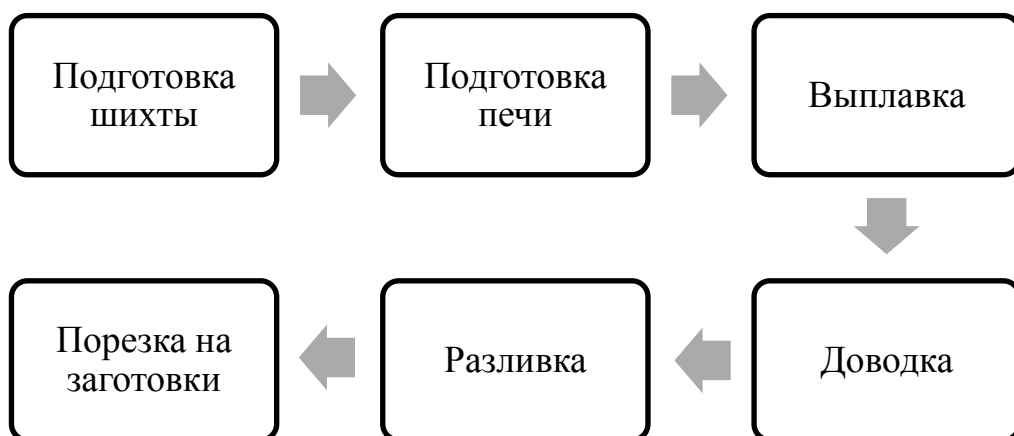 Подготовка
шихты
Подготовка
печи
Выплавка
Доводка
Разливка
Порезка на
заготовки